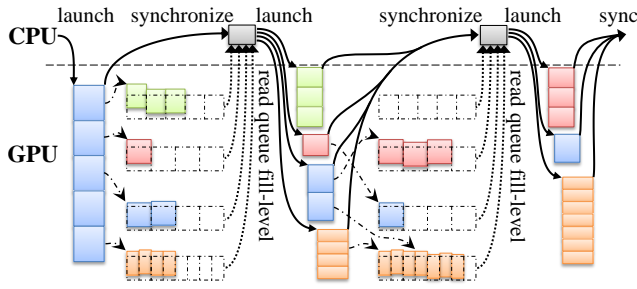 launch synchronize launch synchronize launch sync
CPU
GPU
read queue fill-level
read queue fill-level